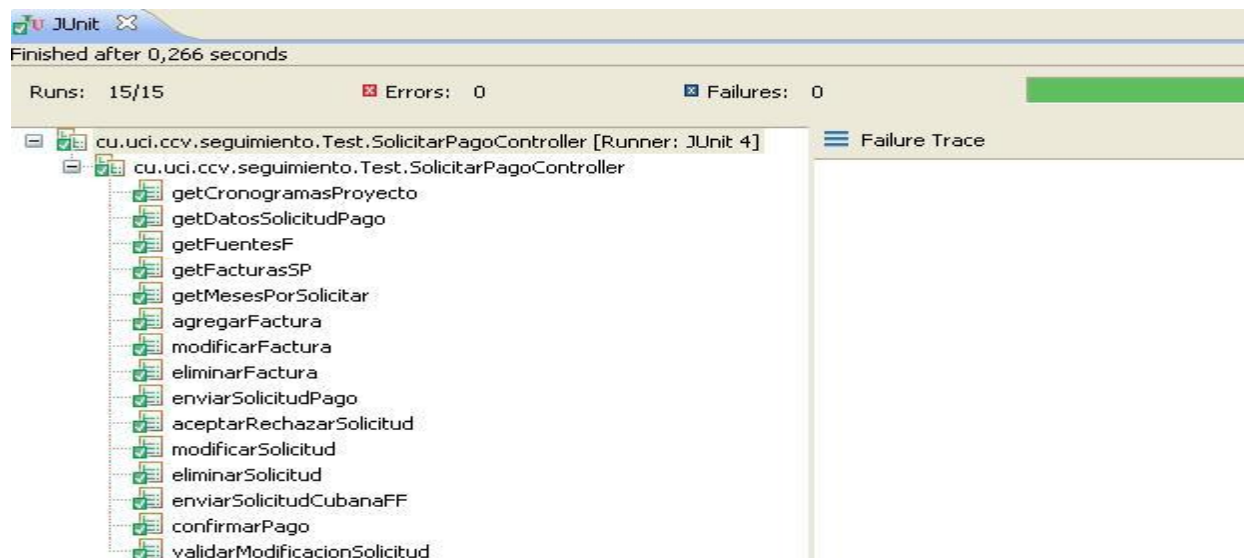 JUnit
Finished after 0,266 seconds
Runs: 15/15 Errors: 0 Failures: 0
cu.uci.ccv.seguimiento.Test.SolicitarPagoController [Runner: JUnit 4]
Failure Trace
cu.uci.ccv.seguimiento.Test.SolicitarPagoController
getCronogramasProyecto
getDatosSolicitudPago
getFuentesF
getFacturasSP
getMesesPorSolicitar
agregarFactura
modificarFactura
eliminarFactura
enviarSolicitudPago
aceptarRechazarSolicitud
modificarSolicitud
eliminarSolicitud
enviarSolicitudCubanaFF
confirmarPago
validarModificacionSolicitud